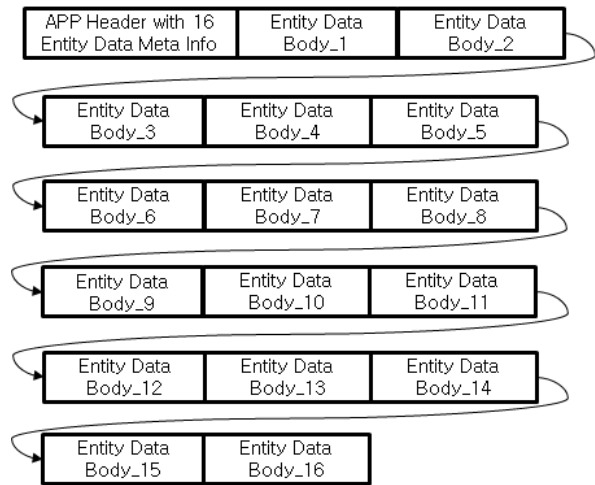 APP Header with 16 Entity Data Entity Data
Entity Data Meta Info Body_1 Body_2
Entity Data Entity Data Entity Data
Body_3 Body_4 Body_5
Entity Data Entity Data Entity Data
Body_6 Body_7 Body_8
Entity Data Entity Data Entity Data
Body_9 Body_10 Body_11
Entity Data Entity Data Entity Data
Body_12 Body_13 Body_14
Entity Data Entity Data
Body_15 Body_16